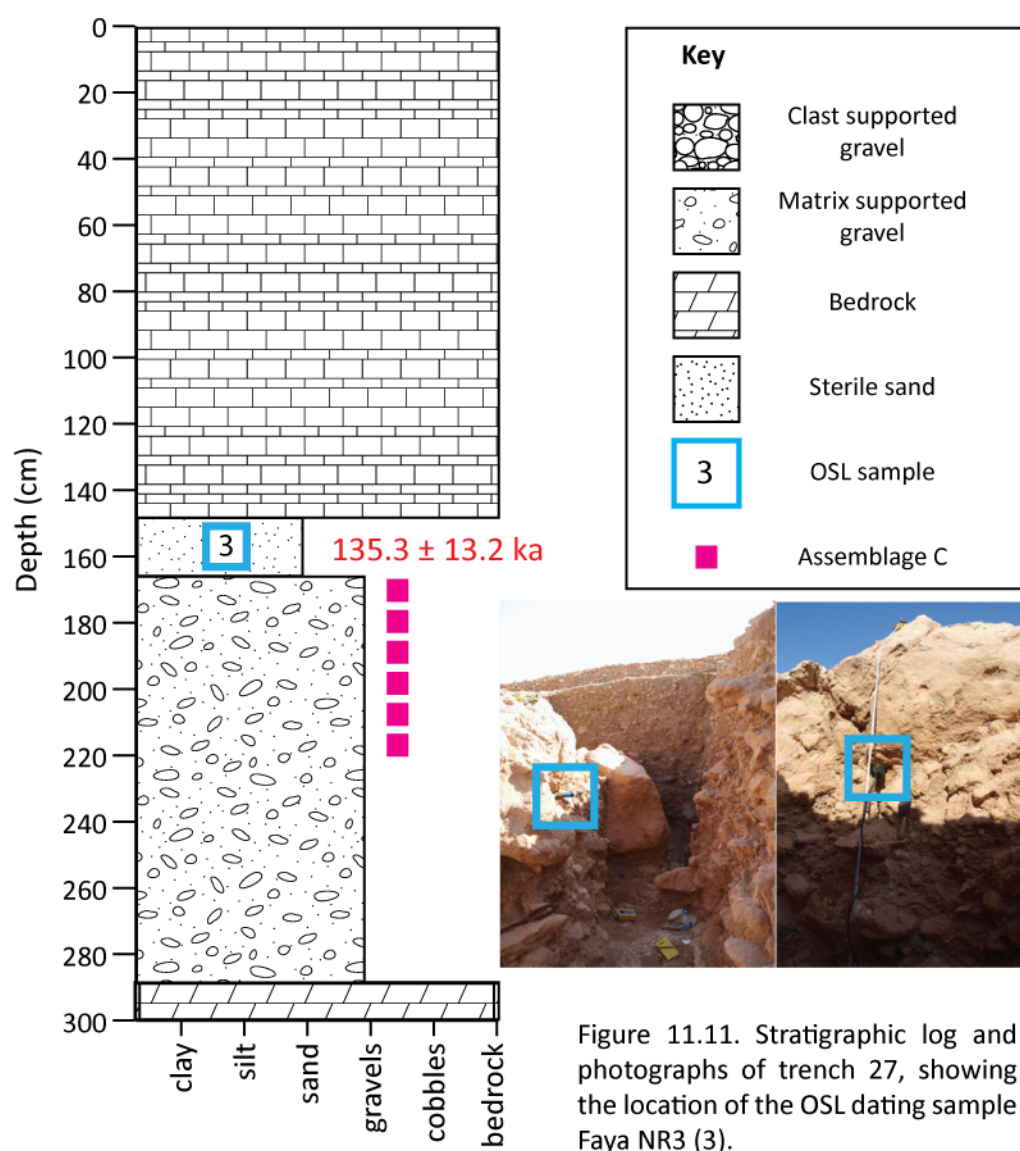 0
20
40
60
80
100
120
140
160
180
200
220
240
260
280
300
Depth (cm)
3
135.3 ± 13.2 ka
clay
silt
sand
gravels
cobbles
bedrock
Key
Clast supported
gravel
Matrix supported
gravel
Bedrock
Sterile sand
3
OSL sample
Assemblage C
Figure 11.11. Stratigraphic log and
photographs of trench 27, showing
the location of the OSL dating sample
Faya NR3 (3).